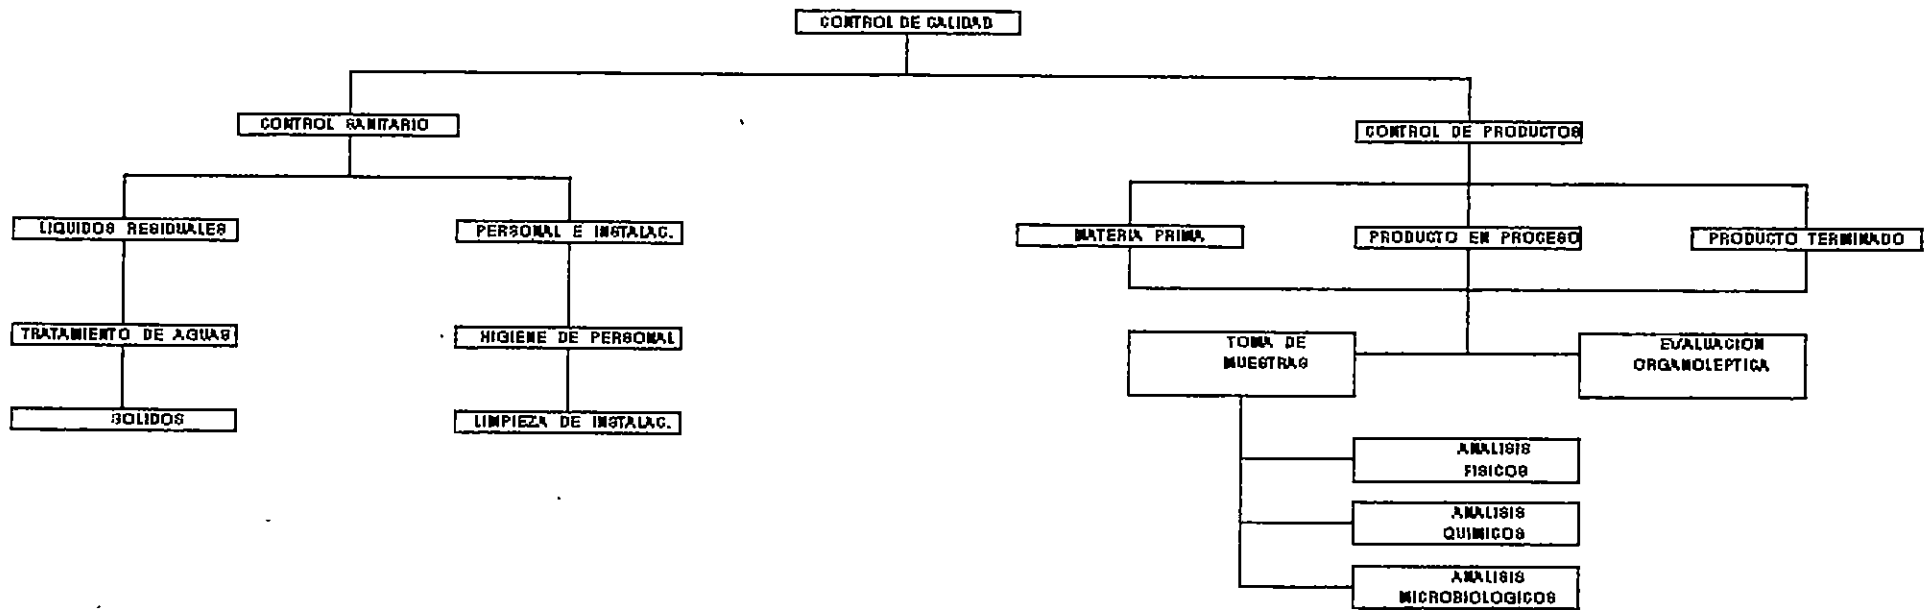 CONTROL DE CALIDAD
CONTROL SANITARIO
CONTROL DE PRODUCTOS
LIQUIDOS RESIDUALES
PERSONAL E INSTALAC.
MATERIA PRIMA
PRODUCTO EN PROCESO
PRODUCTO TERMINADO
TRATAMIENTO DE AGUAS
HIGIENE DE PERSONAL
TOMA DE
MUESTRAS
EVALUACION
ORGANOLEPTICA
SOLIDOS
LIMPIEZA DE INSTALAC.
ANALISIS
FISICOS
ANALISIS
QUIMICOS
ANALISIS
MICROBIOLOGICOS